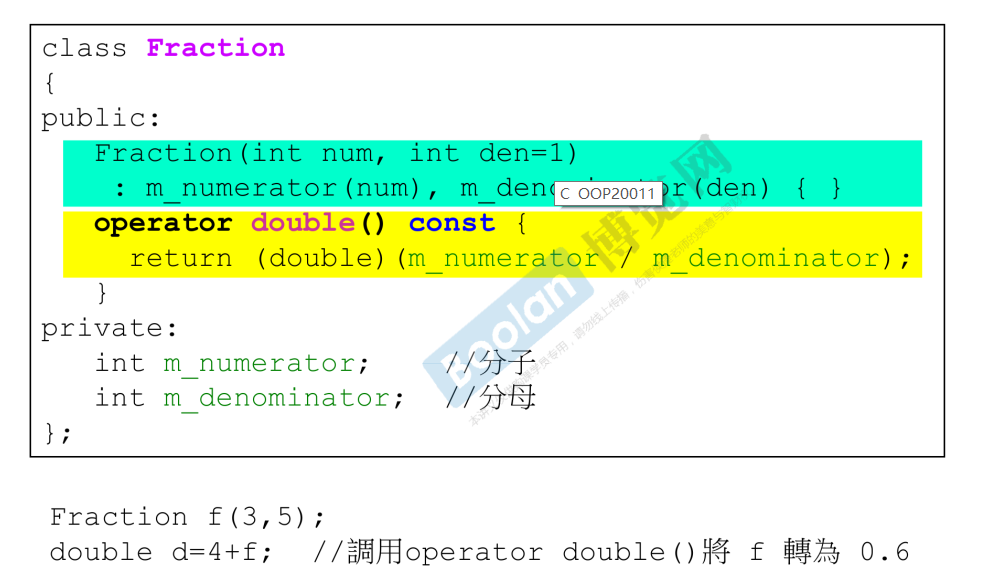 class Fraction
{
public:
Fraction(int num, int den=1)
: m_numerator(num), m_denominator(den) { }
C OOP20011
operator double() const {
return (double)(m_numerator / m_denominator);
}
private:
int m_numerator; //分子
int m_denominator; //分母
};
Boolan 博览网
Fraction f(3,5);
double d=4+f; //調用operator double()將 f 轉為 0.6